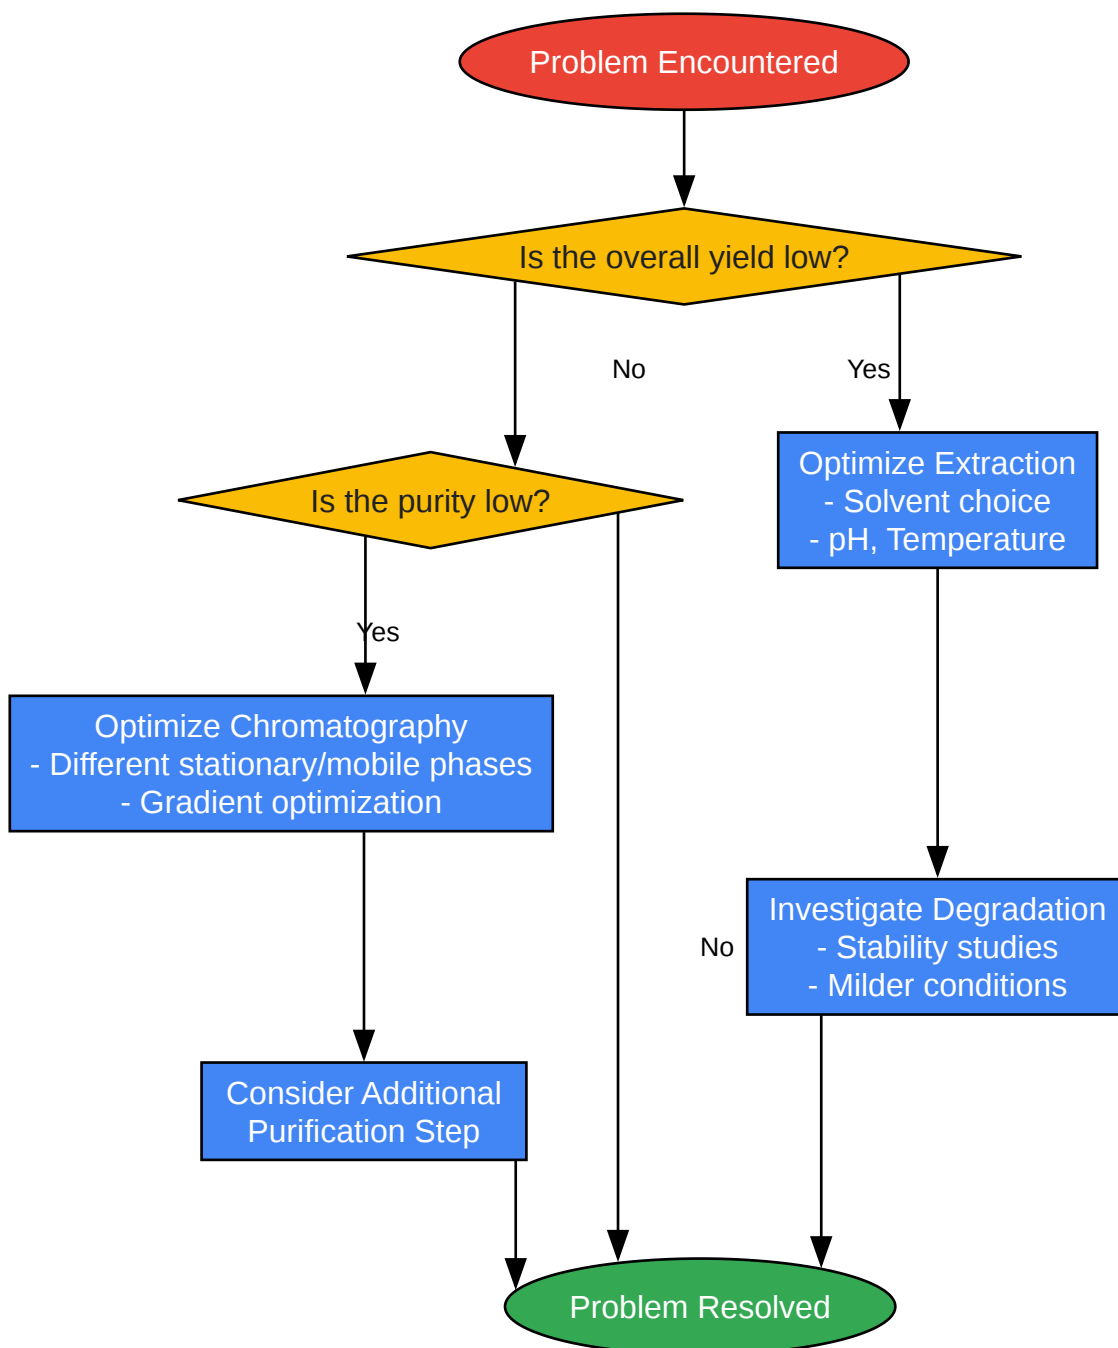 Problem Encountered
Is the overall yield low?
No
Yes
Optimize Extraction
- Solvent choice
- pH, Temperature
Is the purity low?
Yes
Optimize Chromatography
- Different stationary/mobile phases
- Gradient optimization
Investigate Degradation
- Stability studies
- Milder conditions
No
Consider Additional
Purification Step
Problem Resolved